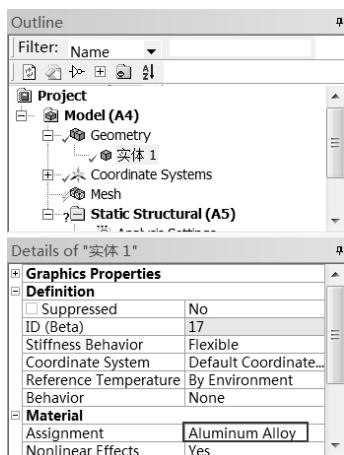 Outline
Filter: Name
Project
Model (A4)
Geometry
实体 1
Coordinate Systems
Mesh
Static Structural (A5)
Details of "实体 1"
Graphics Properties
Definition
Suppressed No
ID (Beta) 17
Stiffness Behavior Flexible
Coordinate System Default Coordinate...
Reference Temperature By Environment
Behavior None
Material
Assignment Aluminum Alloy
Nonlinear Effects Yes